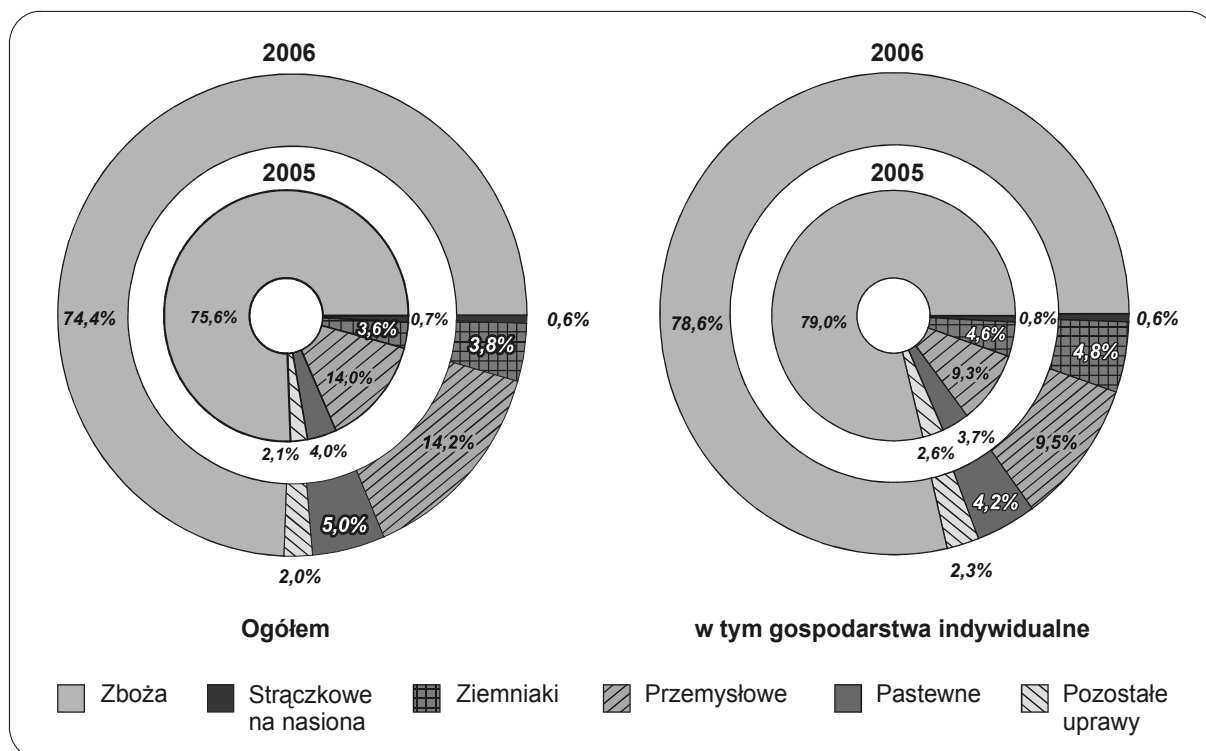 2006
2005
74,4%
75,6%
0,7%
0,6%
3,6%
3,8%
14,0%
14,2%
2,1%
4,0%
5,0%
2,0%
Ogółem
2006
2005
78,6%
79,0%
0,8%
0,6%
4,6%
4,8%
9,3%
9,5%
2,6%
3,7%
4,2%
2,3%
w tym gospodarstwa indywidualne
Zboża
Strączkowe
na nasiona
Ziemniaki
Przemysłowe
Pastewne
Pozostałe
uprawy